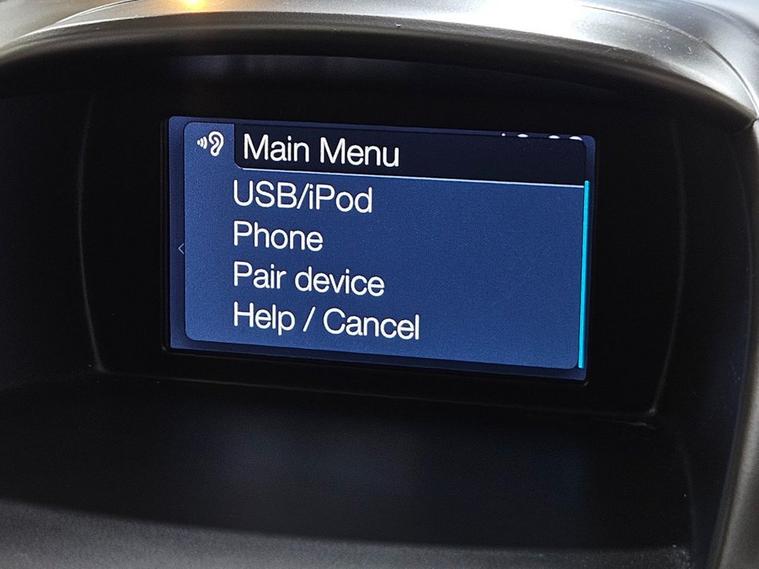 Main Menu
USB/iPod
Phone
Pair device
Help / Cancel